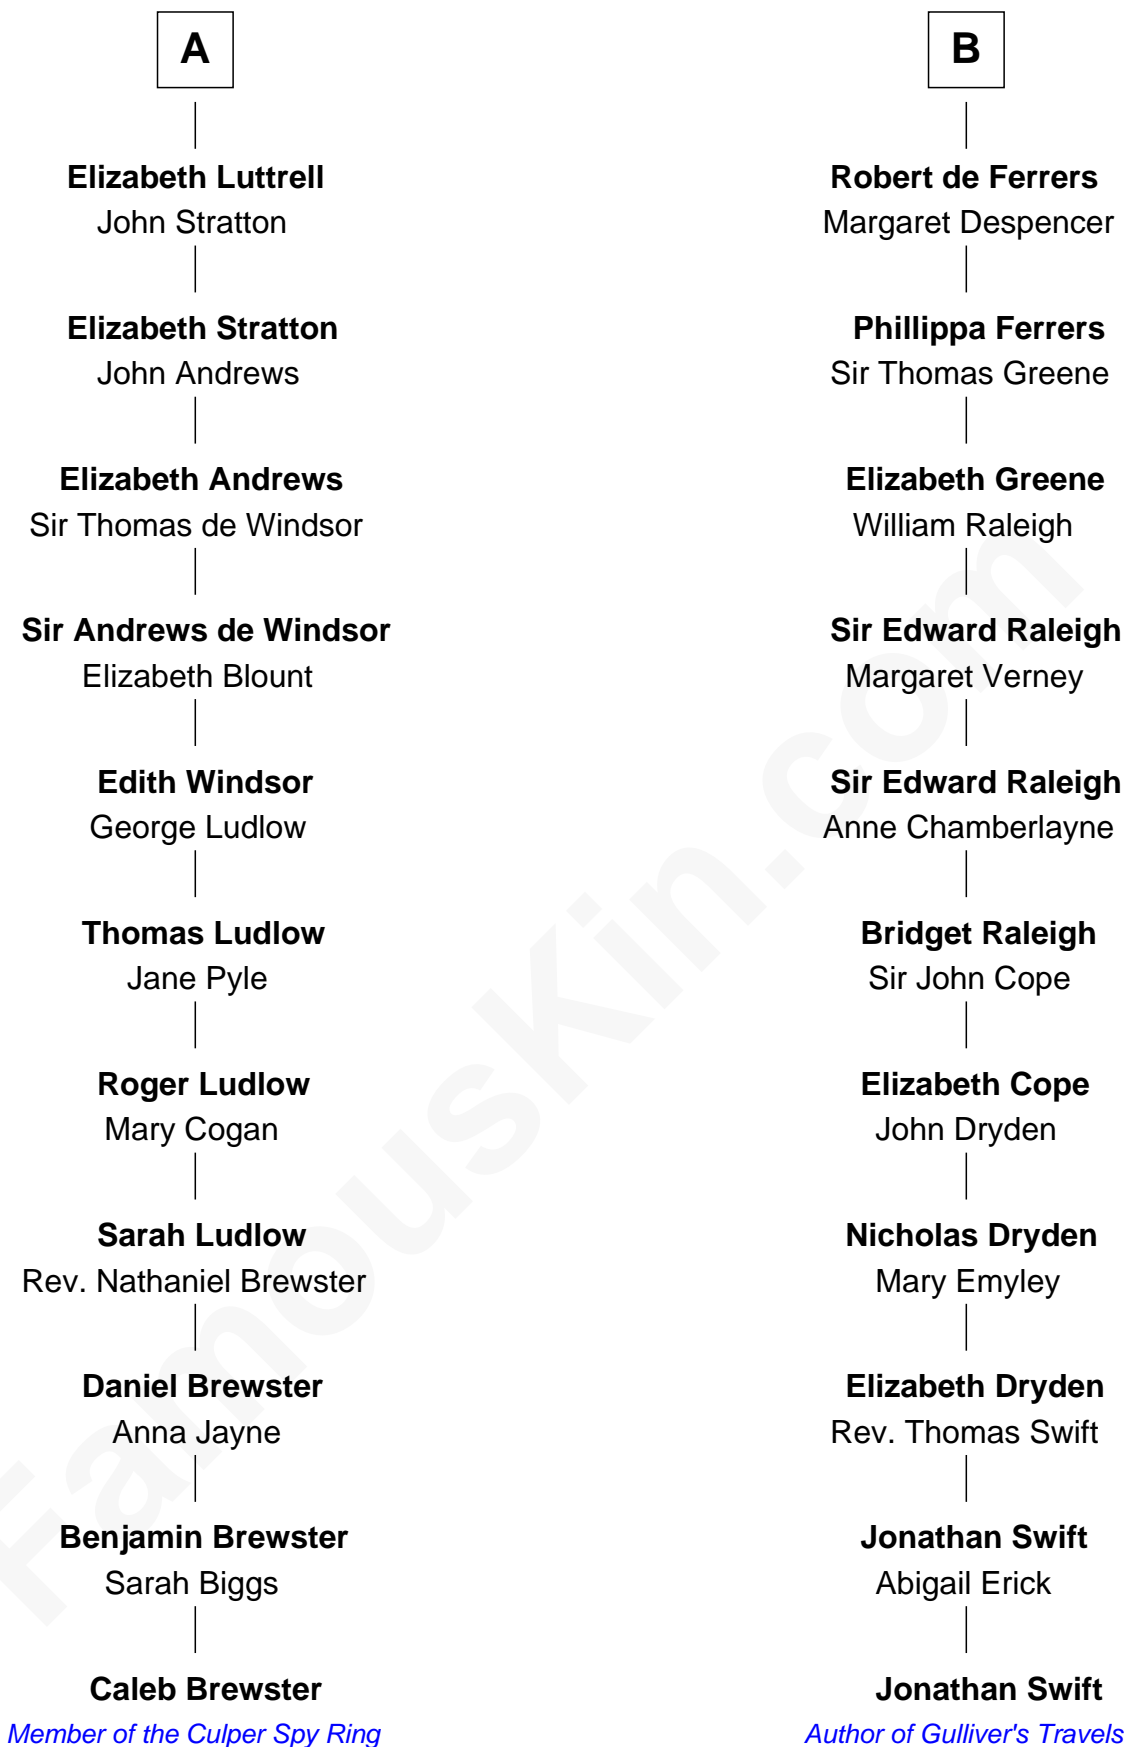 A
Elizabeth Luttrell
John Stratton
Elizabeth Stratton
John Andrews
Elizabeth Andrews
Sir Thomas de Windsor
Sir Andrews de Windsor
Elizabeth Blount
Edith Windsor
George Ludlow
Thomas Ludlow
Jane Pyle
Roger Ludlow
Mary Cogan
Sarah Ludlow
Rev. Nathaniel Brewster
Daniel Brewster
Anna Jayne
Benjamin Brewster
Sarah Biggs
Caleb Brewster
Member of the Culper Spy Ring
B
Robert de Ferrers
Margaret Despencer
Phillippa Ferrers
Sir Thomas Greene
Elizabeth Greene
William Raleigh
Sir Edward Raleigh
Margaret Verney
Sir Edward Raleigh
Anne Chamberlayne
Bridget Raleigh
Sir John Cope
Elizabeth Cope
John Dryden
Nicholas Dryden
Mary Emyley
Elizabeth Dryden
Rev. Thomas Swift
Jonathan Swift
Abigail Erick
Jonathan Swift
Author of Gulliver's Travels
FamousKin.com